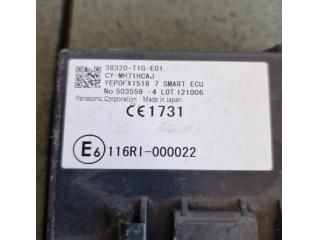 38320-T1G-E01
CY-MH71HCAJ
YEP0FX1518 7 SMART ECU
No.503559 -4 LOT.121006
Panasonic Corporation Made in Japan
CE1731
E6 116RI-000022